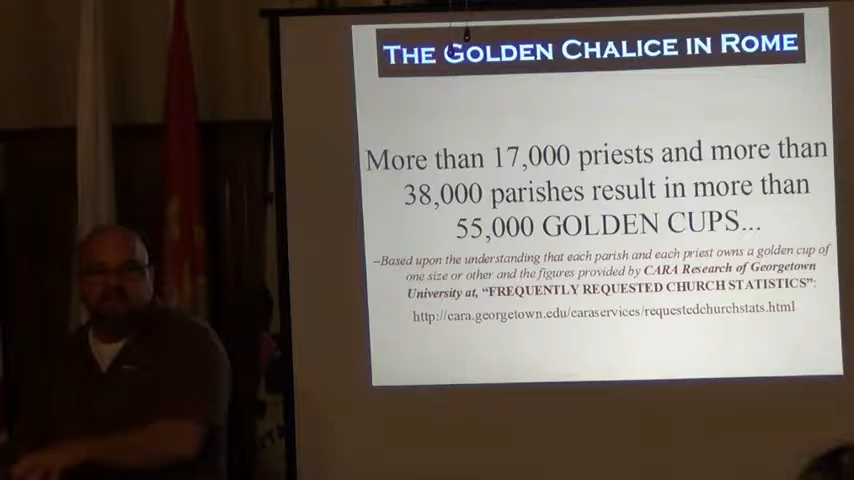 THE GOLDEN CHALICE IN ROME
More than 17,000 priests and more than
38,000 parishes result in more than
55,000 GOLDEN CUPS...
–Based upon the understanding that each parish and each priest owns a golden cup of
one size or other and the figures provided by CARA Research of Georgetown
University at, “FREQUENTLY REQUESTED CHURCH STATISTICS”:
http://cara.georgetown.edu/caraservices/requestedchurchstats.html